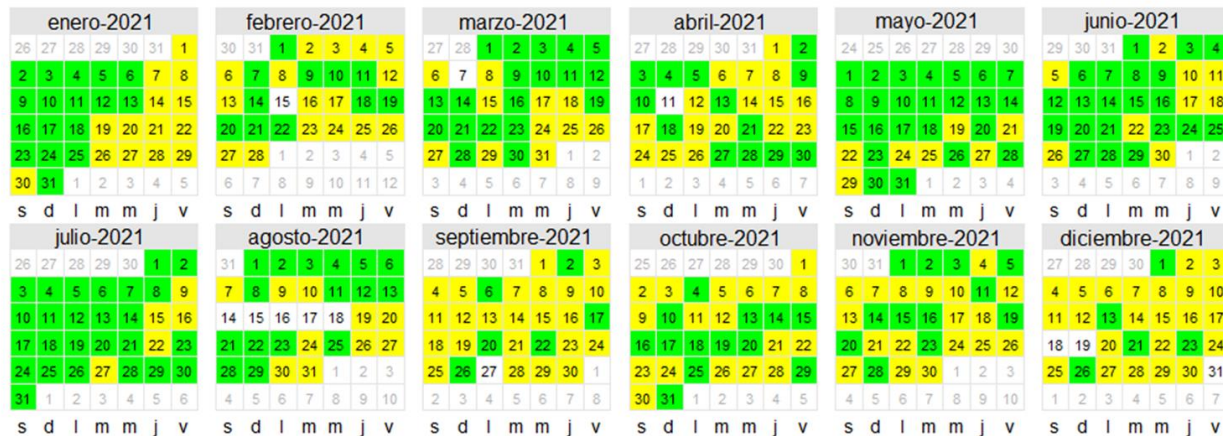 enero-2021 febrero-2021 marzo-2021 abril-2021 mayo-2021 junio-2021
26 27 28 29 30 31 1 30 31 1 2 3 4 5 27 28 1 2 3 4 5 27 28 29 30 31 1 2 24 25 26 27 28 29 30 29 30 31 1 2 3 4
2 3 4 5 6 7 8 6 7 8 9 10 11 12 6 7 8 9 10 11 12 3 4 5 6 7 8 9 1 2 3 4 5 6 7 5 6 7 8 9 10 11
9 10 11 12 13 14 15 13 14 15 16 17 18 19 13 14 15 16 17 18 19 10 11 12 13 14 15 16 8 9 10 11 12 13 14 12 13 14 15 16 17 18
16 17 18 19 20 21 22 20 21 22 23 24 25 26 20 21 22 23 24 25 26 17 18 19 20 21 22 23 15 16 17 18 19 20 21 19 20 21 22 23 24 25
23 24 25 26 27 28 29 27 28 1 2 3 4 5 27 28 29 30 31 1 2 24 25 26 27 28 29 30 22 23 24 25 26 27 28 26 27 28 29 30 1 2
30 31 1 2 3 4 5 6 7 8 9 10 11 12 3 4 5 6 7 8 9 1 2 3 4 5 6 7 29 30 31 1 2 3 4 3 4 5 6 7 8 9
s d l m m j v s d l m m j v s d l m m j v s d l m m j v s d l m m j v s d l m m j v
julio-2021 agosto-2021 septiembre-2021 octubre-2021 noviembre-2021 diciembre-2021
26 27 28 29 30 1 2 31 1 2 3 4 5 6 28 29 30 31 1 2 3 25 26 27 28 29 30 1 30 31 1 2 3 4 5 27 28 29 30 1 2 3
3 4 5 6 7 8 9 7 8 9 10 11 12 13 4 5 6 7 8 9 10 2 3 4 5 6 7 8 6 7 8 9 10 11 12 4 5 6 7 8 9 10
10 11 12 13 14 15 16 14 15 16 17 18 19 20 11 12 13 14 15 16 17 9 10 11 12 13 14 15 13 14 15 16 17 18 19 11 12 13 14 15 16 17
17 18 19 20 21 22 23 21 22 23 24 25 26 27 18 19 20 21 22 23 24 16 17 18 19 20 21 22 20 21 22 23 24 25 26 18 19 20 21 22 23 24
24 25 26 27 28 29 30 28 29 30 31 1 2 3 25 26 27 28 29 30 1 23 24 25 26 27 28 29 27 28 29 30 1 2 3 25 26 27 28 29 30 31
31 1 2 3 4 5 6 4 5 6 7 8 9 10 2 3 4 5 6 7 8 30 31 1 2 3 4 5 4 5 6 7 8 9 10 1 2 3 4 5 6 7
s d l m m j v s d l m m j v s d l m m j v s d l m m j v s d l m m j v s d l m m j v